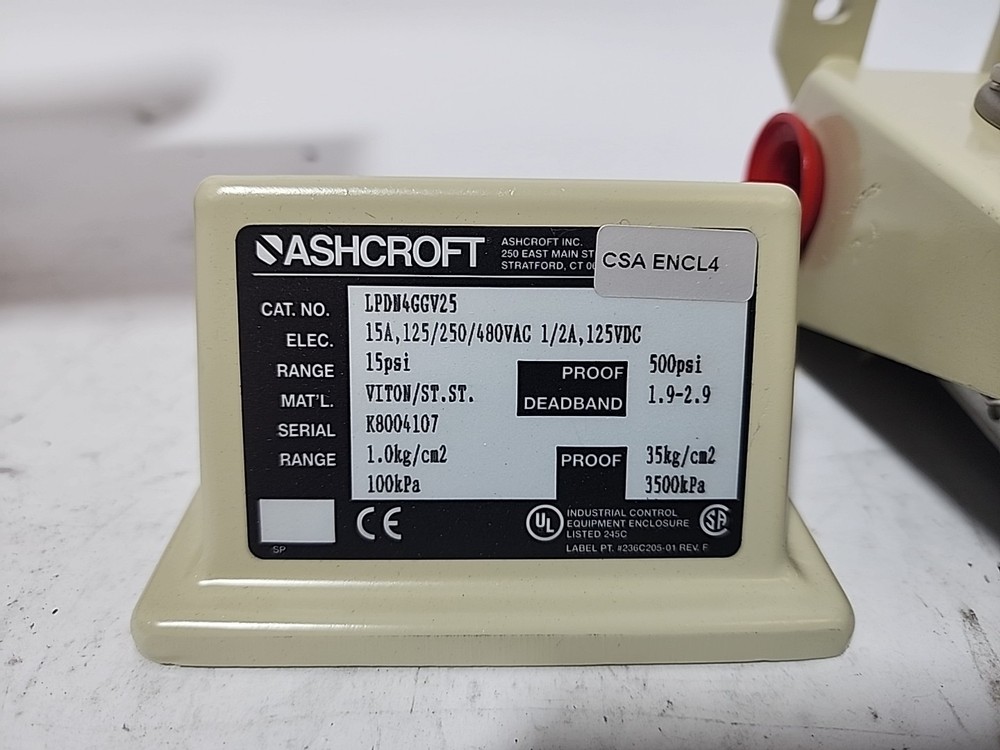 ASHCROFT
ASHCROFT INC.
250 EAST MAIN ST
STRATFORD, CT
CSA ENCL4
CAT. NO. LPDN4GGV25
ELEC. 15A,125/250/480VAC 1/2A,125VDC
RANGE 15psi PROOF 500psi
MAT'L. VITON/ST.ST. DEADBAND 1.9-2.9
SERIAL K8004107
RANGE 1.0kg/cm2 PROOF 35kg/cm2
100kPa 3500kPa
SP
CE
UL
INDUSTRIAL CONTROL
EQUIPMENT ENCLOSURE
LISTED 245C
SA
LABEL PT. #236C205-01 REV. F